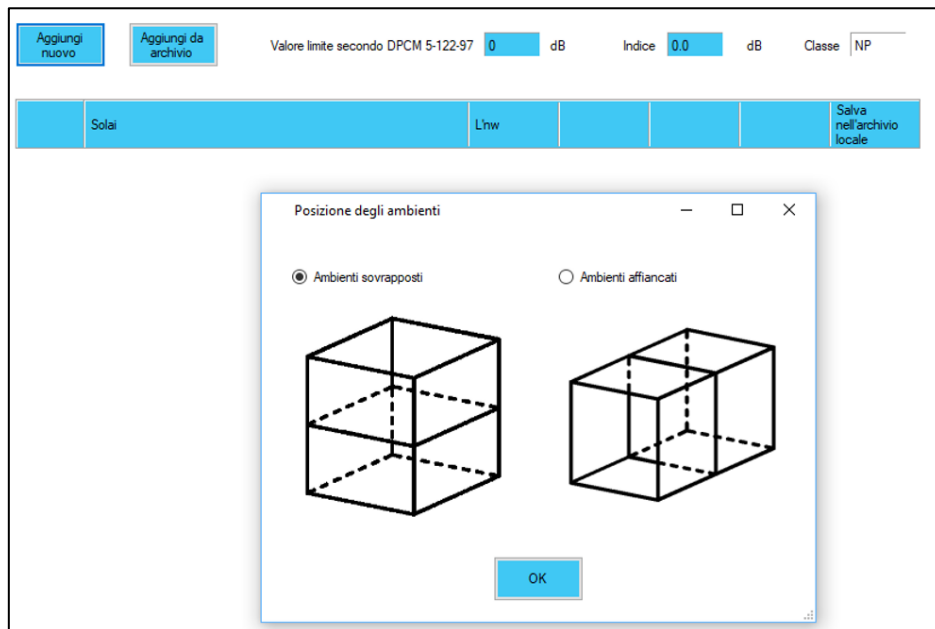 Aggiungi
nuovo
Aggiungi da
archivio
Valore limite secondo DPCM 5-122-97 0 dB Indice 0.0 dB Classe NP
Solai L'nw Salva
nell'archivio
locale
Posizione degli ambienti
Ambienti sovrapposti Ambienti affiancati
OK